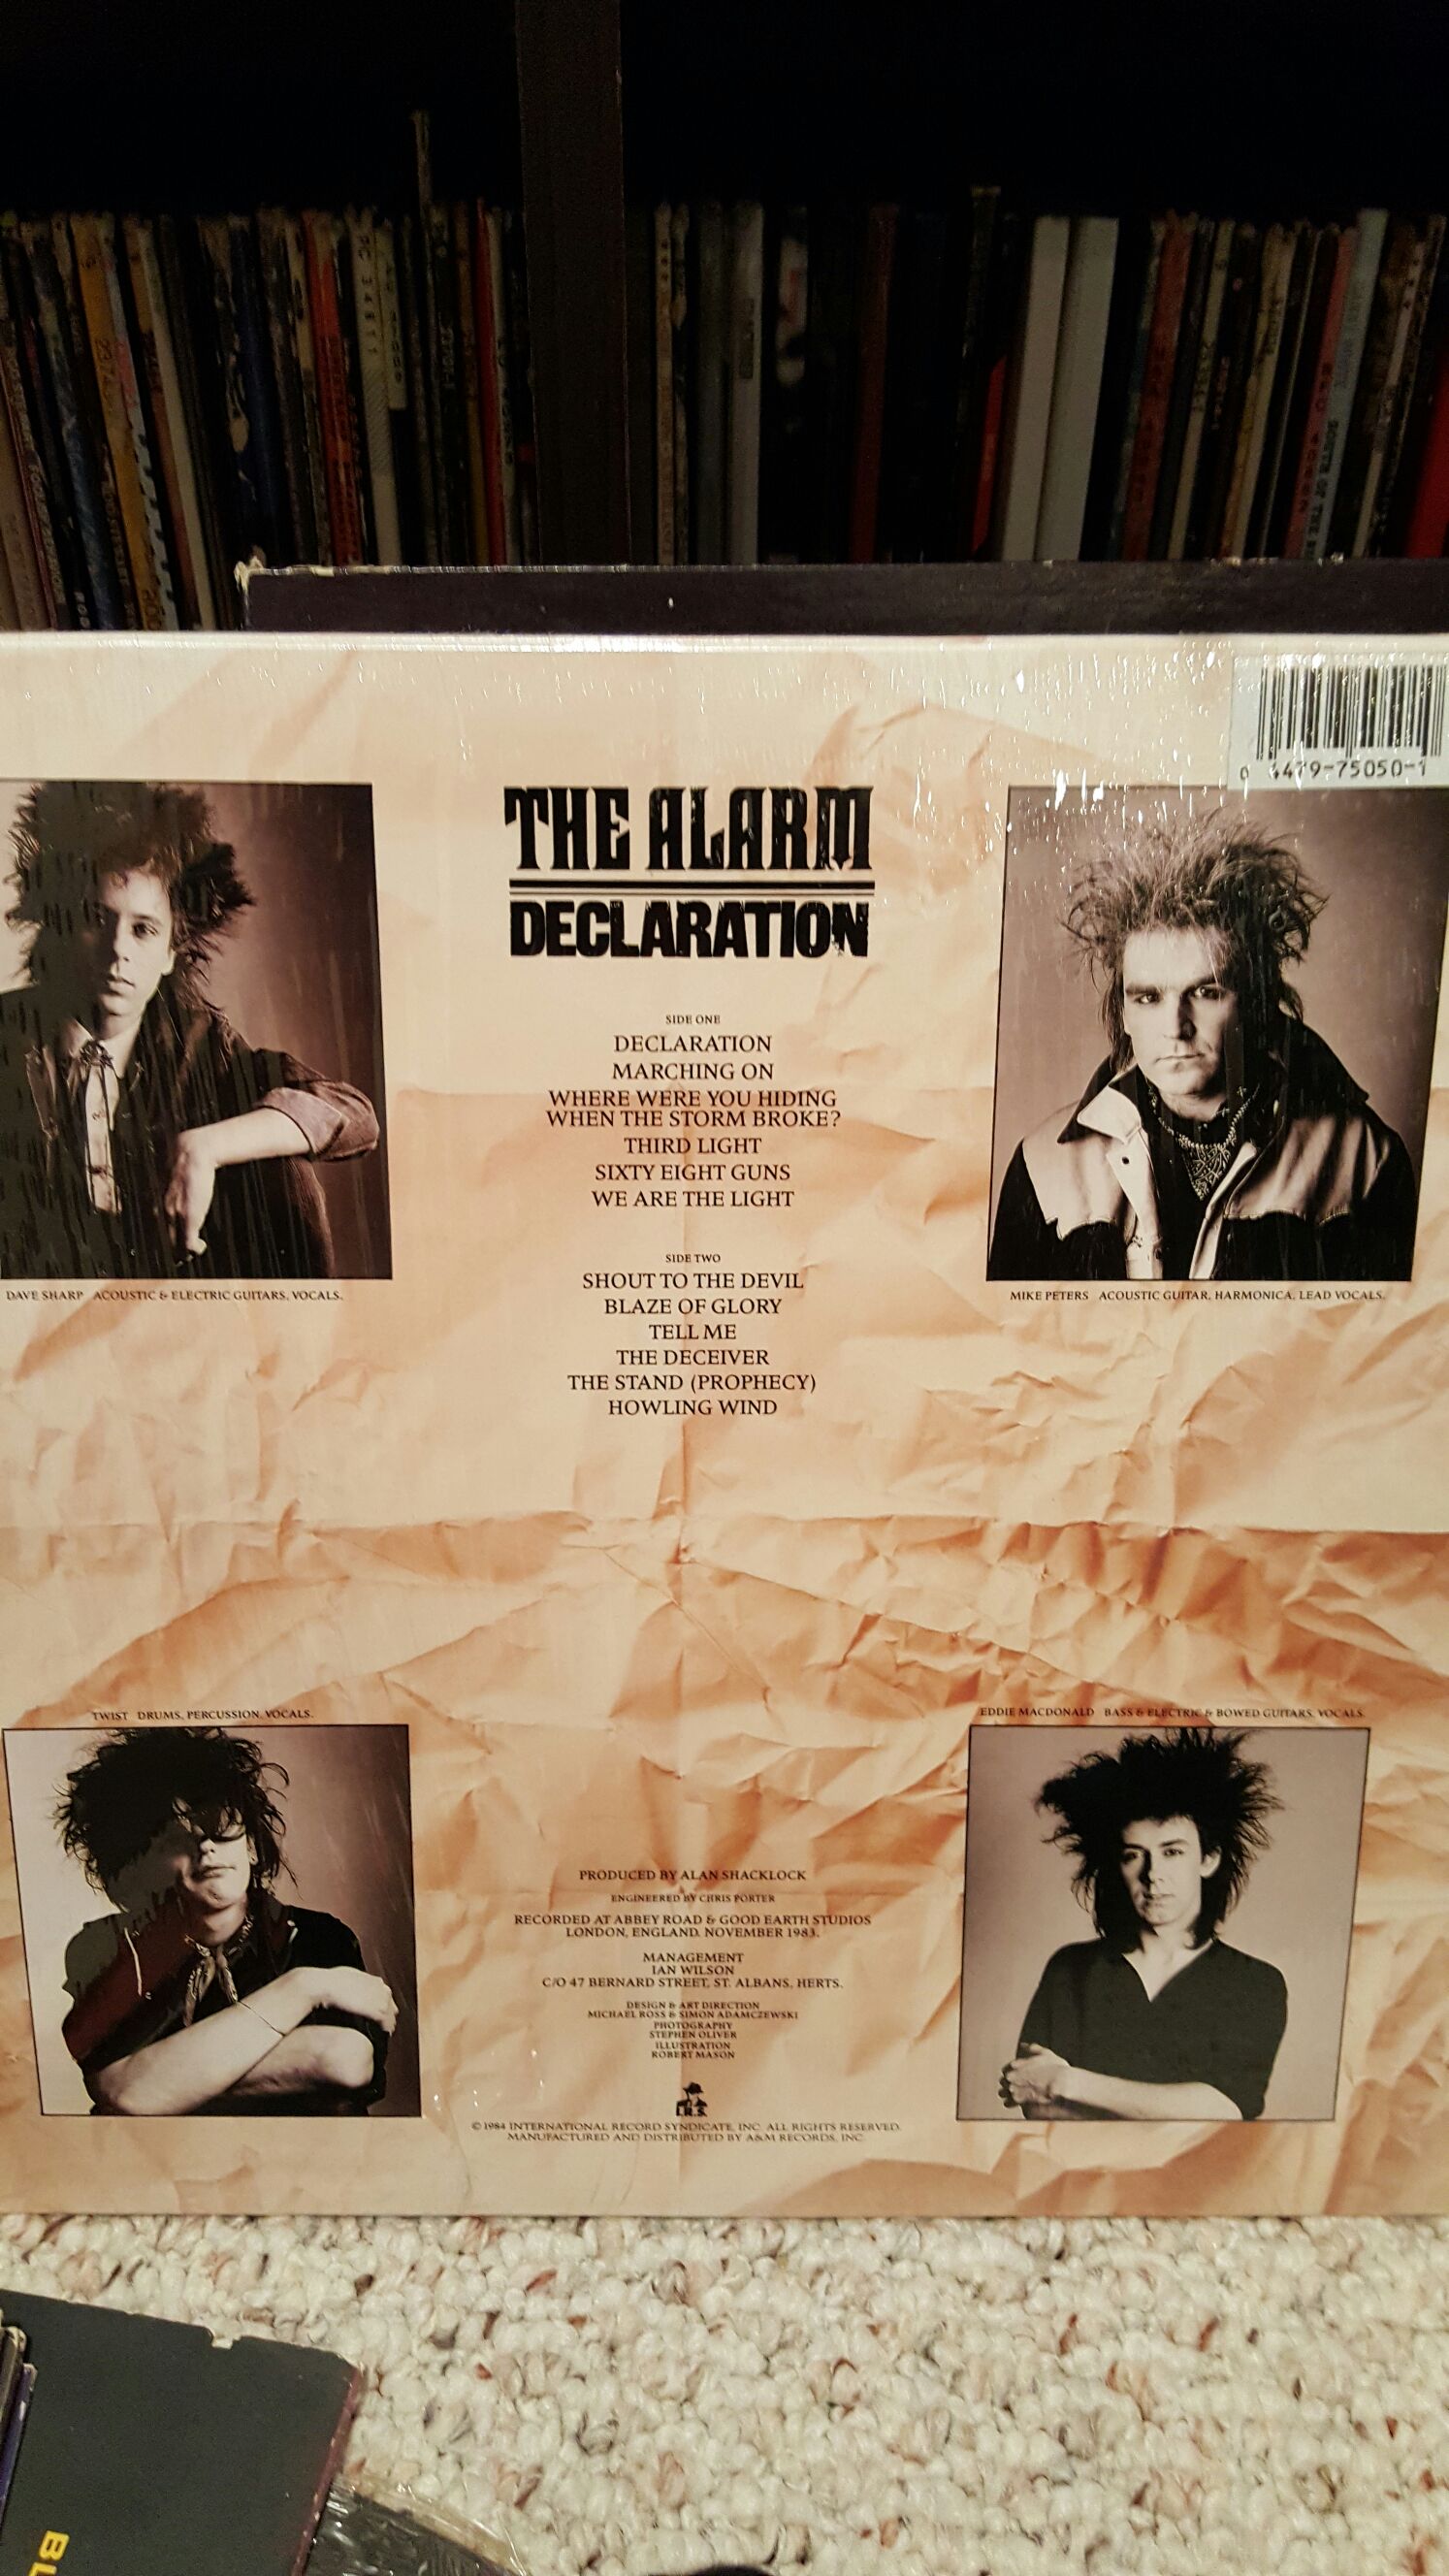 0 4479-75050-1
THE ALARM
DECLARATION
SIDE ONE
DECLARATION
MARCHING ON
WHERE WERE YOU HIDING
WHEN THE STORM BROKE?
THIRD LIGHT
SIXTY EIGHT GUNS
WE ARE THE LIGHT
SIDE TWO
SHOUT TO THE DEVIL
BLAZE OF GLORY
TELL ME
THE DECEIVER
THE STAND (PROPHECY)
HOWLING WIND
DAVE SHARP ACOUSTIC & ELECTRIC GUITARS, VOCALS.
MIKE PETERS ACOUSTIC GUITAR, HARMONICA, LEAD VOCALS.
TWIST DRUMS, PERCUSSION, VOCALS.
EDDIE MACDONALD BASS & ELECTRIC & BOWED GUITARS, VOCALS.
PRODUCED BY ALAN SHACKLOCK
ENGINEERED BY CHRIS PORTER
RECORDED AT ABBEY ROAD & GOOD EARTH STUDIOS
LONDON, ENGLAND. NOVEMBER 1983.
MANAGEMENT
IAN WILSON
C/O 47 BERNARD STREET, ST. ALBANS, HERTS.
DESIGN & ART DIRECTION
MICHAEL ROSS & SIMON ADAMCZEWSKI
PHOTOGRAPHY
STEPHEN OLIVER
ILLUSTRATION
ROBERT MASON
I.R.S.
© 1984 INTERNATIONAL RECORD SYNDICATE, INC. ALL RIGHTS RESERVED.
MANUFACTURED AND DISTRIBUTED BY A&M RECORDS, INC.